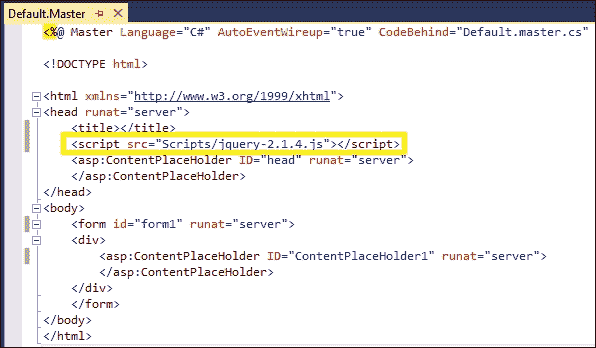 Default.Master
<%@ Master Language="C#" AutoEventWireup="true" CodeBehind="Default.master.cs"
<!DOCTYPE html>
<html xmlns="http://www.w3.org/1999/xhtml">
<head runat="server">
<title></title>
<script src="Scripts/jquery-2.1.4.js"></script>
<asp:ContentPlaceHolder ID="head" runat="server">
</asp:ContentPlaceHolder>
</head>
<body>
<form id="form1" runat="server">
<div>
<asp:ContentPlaceHolder ID="ContentPlaceHolder1" runat="server">
</asp:ContentPlaceHolder>
</div>
</form>
</body>
</html>